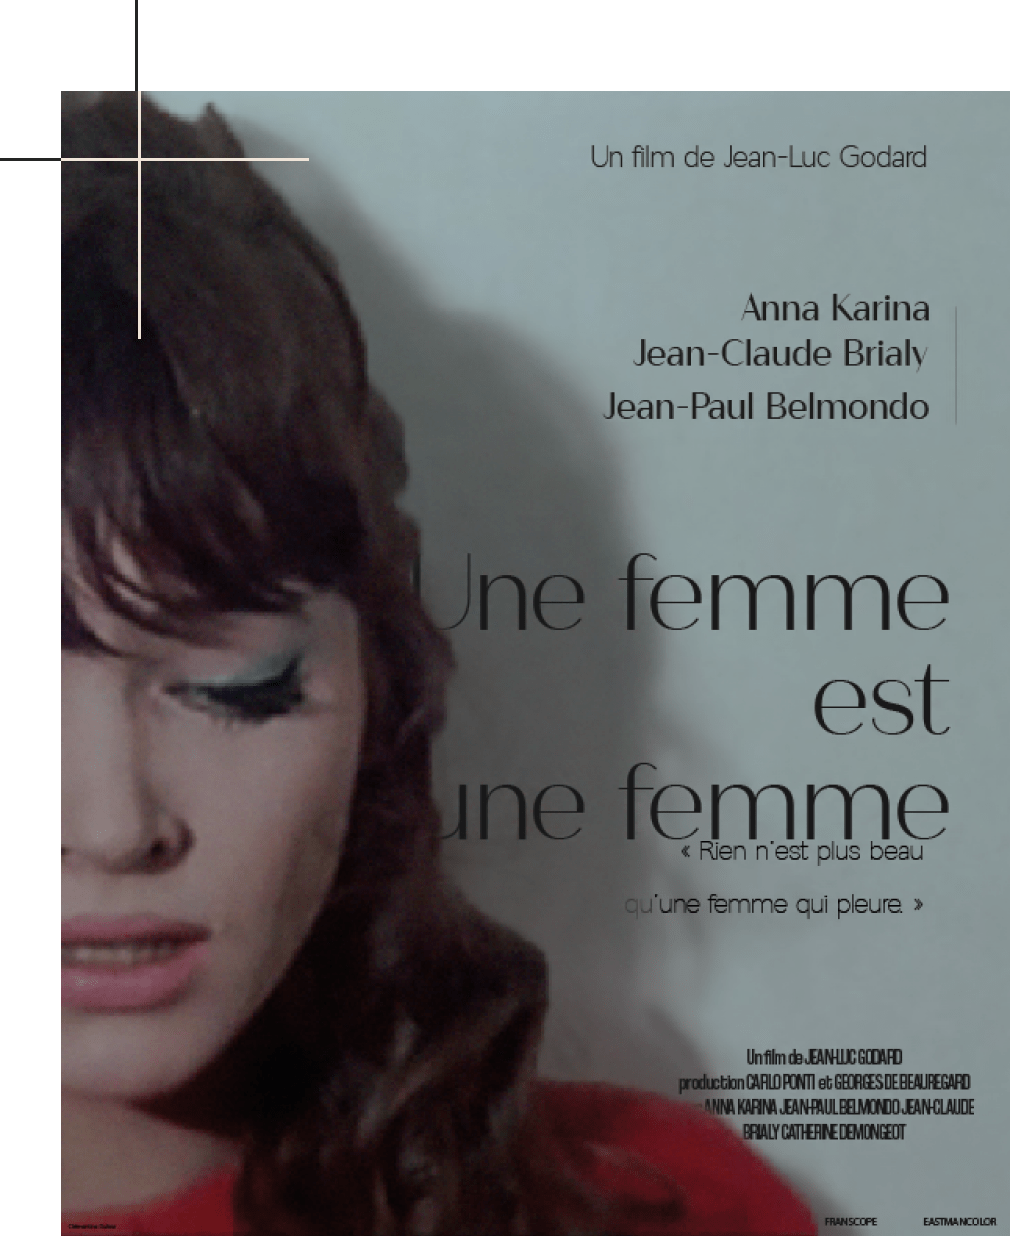 Un film de Jean-Luc Godard
Anna Karina
Jean-Claude Brialy
Jean-Paul Belmondo
Une femme
est
une femme
« Rien n'est plus beau
qu'une femme qui pleure. »
Un film de JEAN-LUC GODARD
production CARLO PONTI et GEORGES DE BEAUREGARD
ANNA KARINA JEAN-PAUL BELMONDO JEAN-CLAUDE
BRIALY CATHERINE DEMONGEOT
FRANSCOPE EASTMANCOLOR